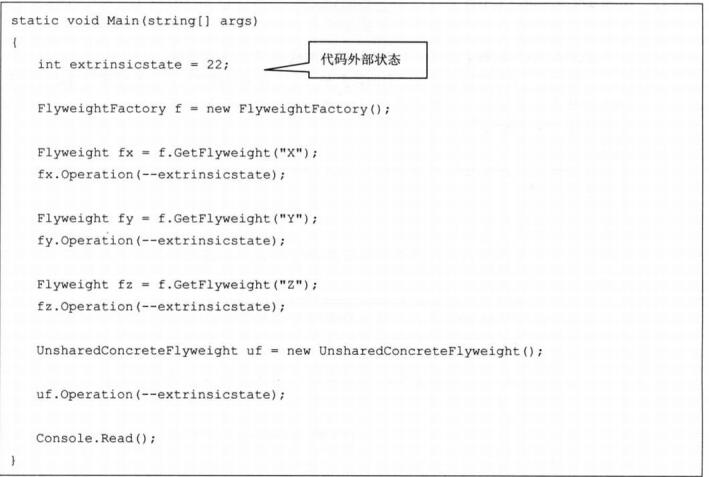 static void Main(string[] args)
{
int extrinsicstate = 22;
代码外部状态
FlyweightFactory f = new FlyweightFactory();
Flyweight fx = f.GetFlyweight("X");
fx.Operation(--extrinsicstate);
Flyweight fy = f.GetFlyweight("Y");
fy.Operation(--extrinsicstate);
Flyweight fz = f.GetFlyweight("Z");
fz.Operation(--extrinsicstate);
UnsharedConcreteFlyweight uf = new UnsharedConcreteFlyweight();
uf.Operation(--extrinsicstate);
Console.Read();
}